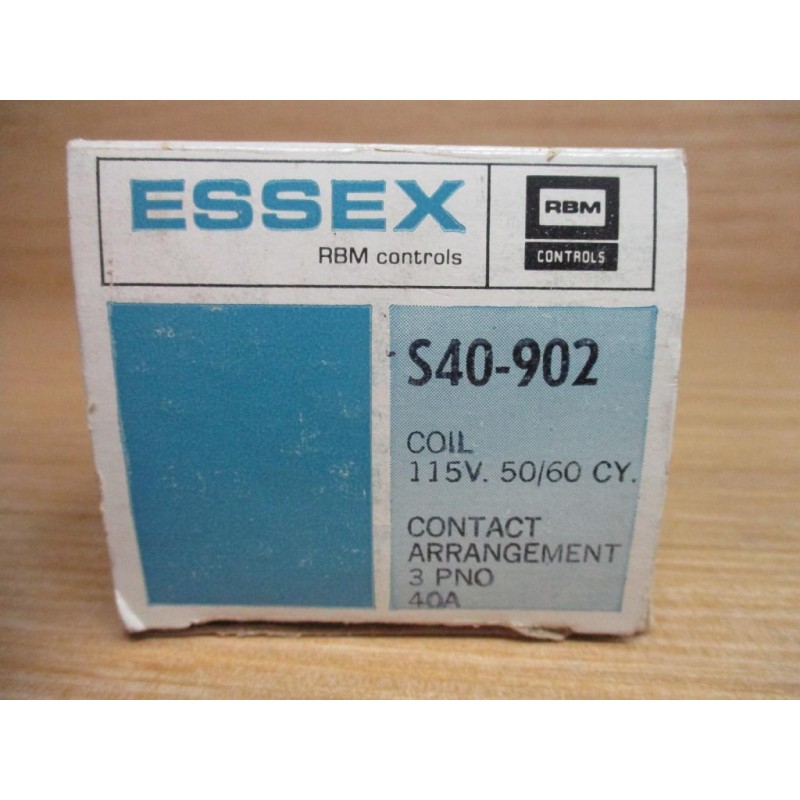 ESSEX
RBM controls
RBM
CONTROLS
S40-902
COIL
115V. 50/60 CY.
CONTACT
ARRANGEMENT
3 PNO
40A